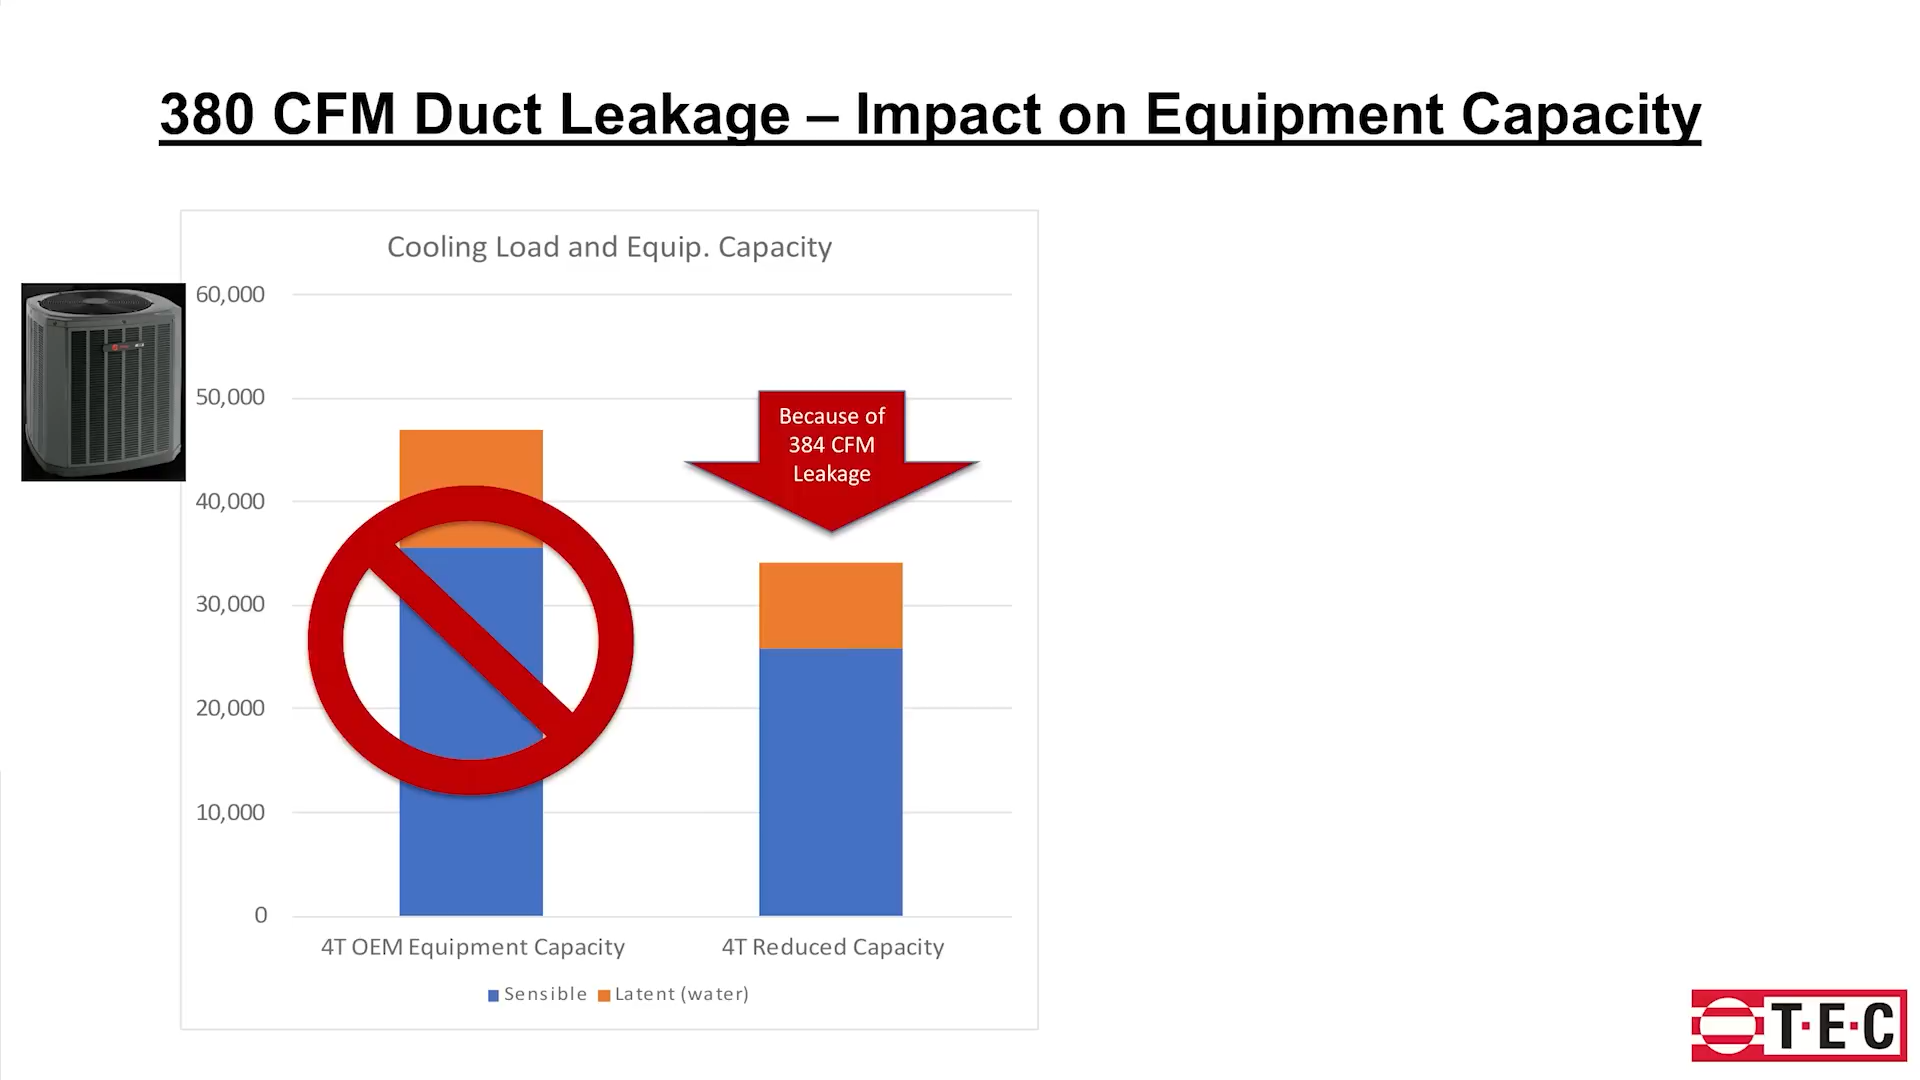 380 CFM Duct Leakage – Impact on Equipment Capacity
Cooling Load and Equip. Capacity
60,000
50,000
40,000
30,000
20,000
10,000
0
Because of
384 CFM
Leakage
4T OEM Equipment Capacity
4T Reduced Capacity
Sensible
Latent (water)
T·E·C